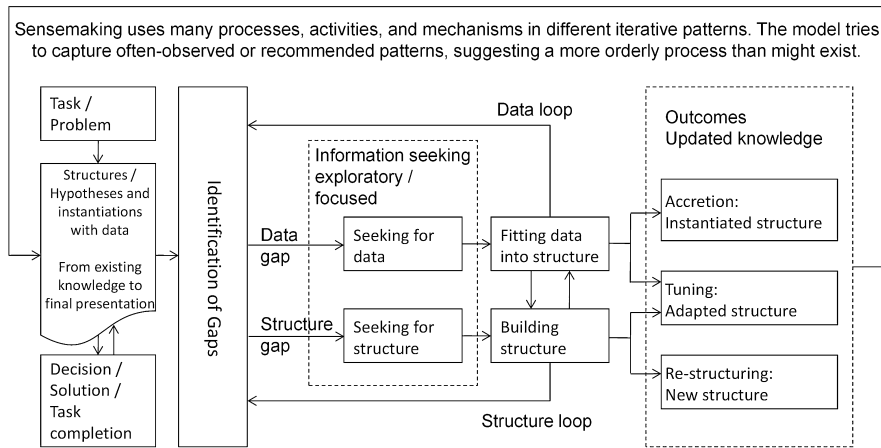 Sensemaking uses many processes, activities, and mechanisms in different iterative patterns. The model tries
to capture often-observed or recommended patterns, suggesting a more orderly process than might exist.
Task /
Problem
Structures /
Hypotheses and
instantiations
with data
From existing
knowledge to
final presentation
Decision /
Solution /
Task
completion
Identification of Gaps
Data loop
Information seeking
exploratory /
focused
Data
gap
Seeking for
data
Fitting data
into structure
Structure
gap
Seeking for
structure
Building
structure
Structure loop
Outcomes
Updated knowledge
Accretion:
Instantiated structure
Tuning:
Adapted structure
Re-structuring:
New structure